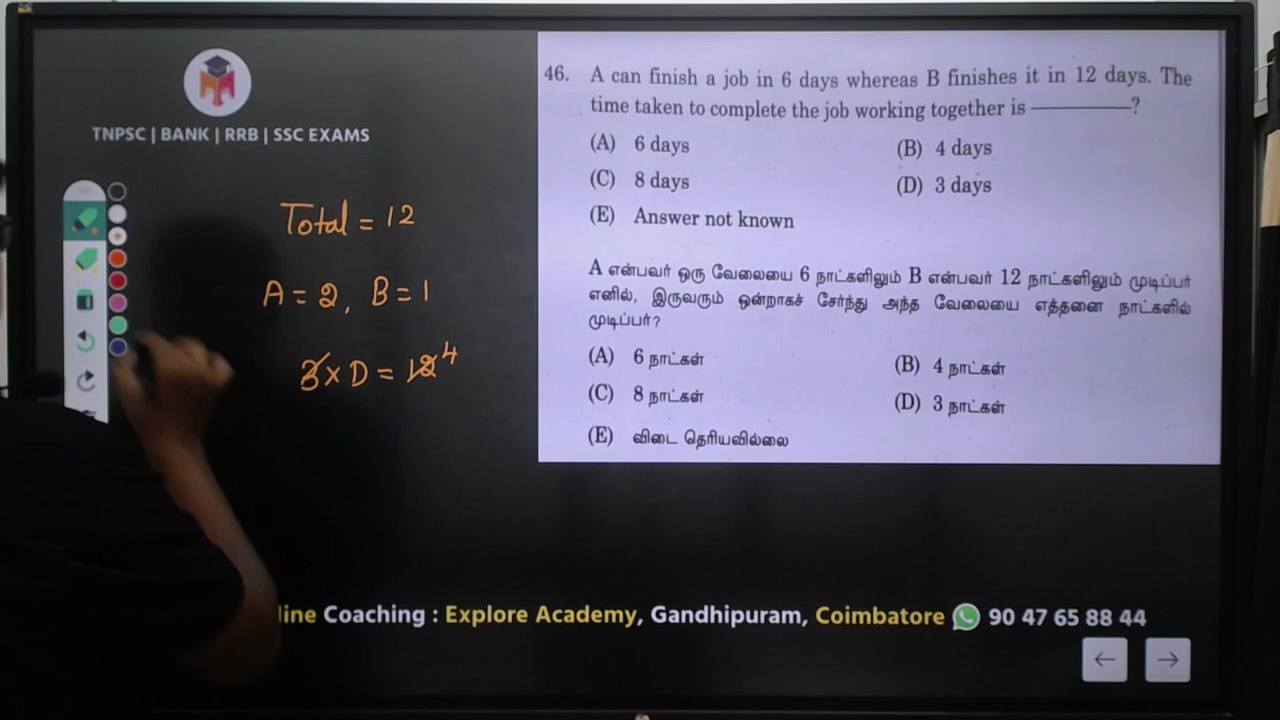 TNPSC | BANK | RRB | SSC EXAMS
Total = 12
A = 2, B = 1
3 x D = 12 4
46. A can finish a job in 6 days whereas B finishes it in 12 days. The
time taken to complete the job working together is ————?
(A) 6 days (B) 4 days
(C) 8 days (D) 3 days
(E) Answer not known
A என்பவர் ஒரு வேலையை 6 நாட்களிலும் B என்பவர் 12 நாட்களிலும் முடிப்பர்
எனில், இருவரும் ஒன்றாகச் சேர்ந்து அந்த வேலையை எத்தனை நாட்களில்
முடிப்பர்?
(A) 6 நாட்கள் (B) 4 நாட்கள்
(C) 8 நாட்கள் (D) 3 நாட்கள்
(E) விடை தெரியவில்லை
line Coaching : Explore Academy, Gandhipuram, Coimbatore 90 47 65 88 44